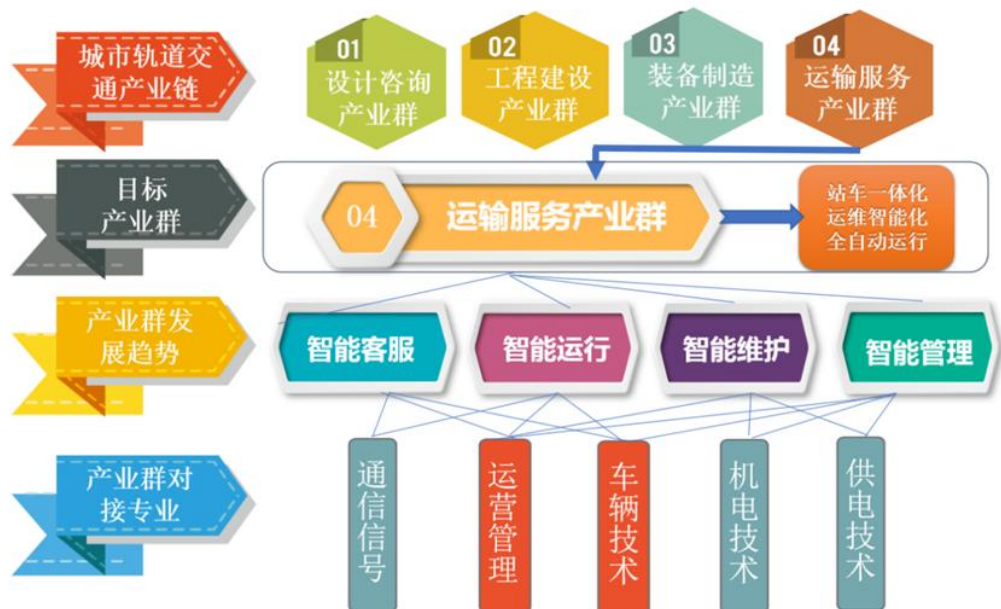 城市轨道交
通产业链
01
设计咨询
产业群
02
工程建设
产业群
03
装备制造
产业群
04
运输服务
产业群
目标
产业群
04
运输服务产业群
站车一体化
运维智能化
全自动运行
产业群发
展趋势
智能客服
智能运行
智能维护
智能管理
产业群对
接专业
通信信号
运营管理
车辆技术
机电技术
供电技术